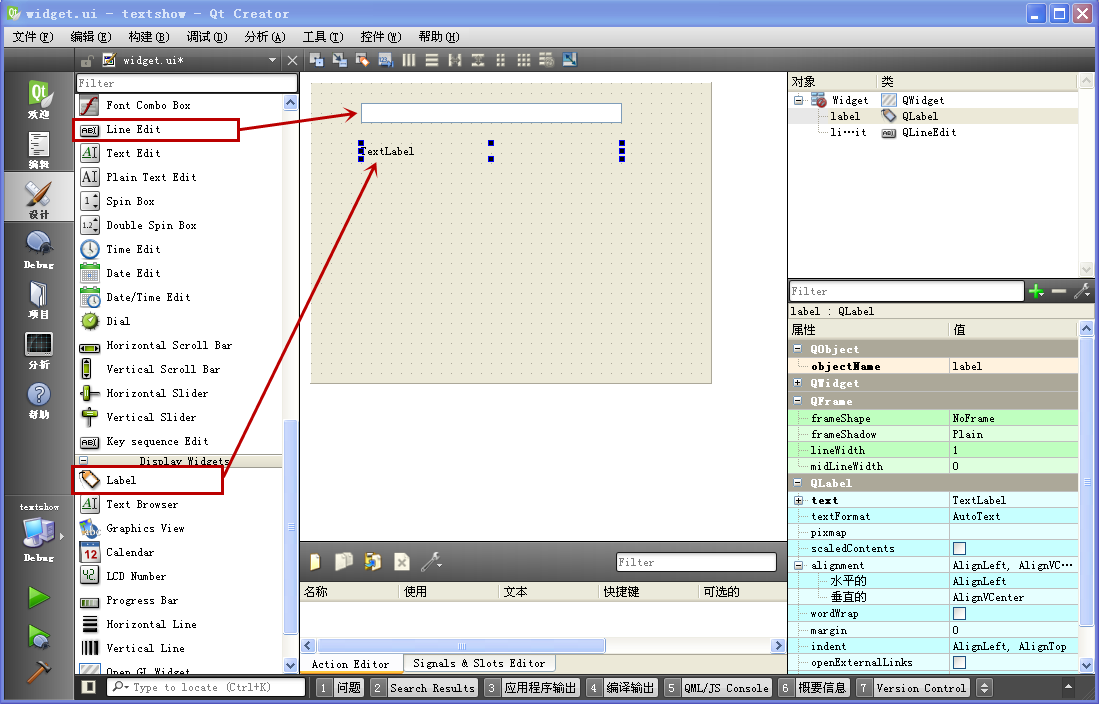 widget.ui - textshow - Qt Creator
文件(F) 编辑(E) 构建(B) 调试(D) 分析(A) 工具(T) 控件(W) 帮助(H)
widget.ui*
Qt
欢迎
编辑
设计
Debug
项目
分析
帮助
textshow
Debug
Filter
Font Combo Box
Line Edit
Text Edit
Plain Text Edit
Spin Box
Double Spin Box
Time Edit
Date Edit
Date/Time Edit
Dial
Horizontal Scroll Bar
Vertical Scroll Bar
Horizontal Slider
Vertical Slider
Key sequence Edit
Display Widgets
Label
Text Browser
Graphics View
Calendar
LCD Number
Progress Bar
Horizontal Line
Vertical Line
Open GL Widget
TextLabel
Filter
名称 使用 文本 快捷键 可选的
Action Editor Signals & Slots Editor
对象 类
Widget QWidget
label QLabel
li…it QLineEdit
Filter
label : QLabel
属性 值
QObject
objectName label
QWidget
QFrame
frameShape NoFrame
frameShadow Plain
lineWidth 1
midLineWidth 0
QLabel
text TextLabel
textFormat AutoText
pixmap
scaledContents
alignment AlignLeft, AlignVC…
水平的 AlignLeft
垂直的 AlignVCenter
wordWrap
margin 0
indent AlignLeft, AlignTop
openExternalLinks
Type to locate (Ctrl+K) 1 问题 2 Search Results 3 应用程序输出 4 编译输出 5 QML/JS Console 6 概要信息 7 Version Control